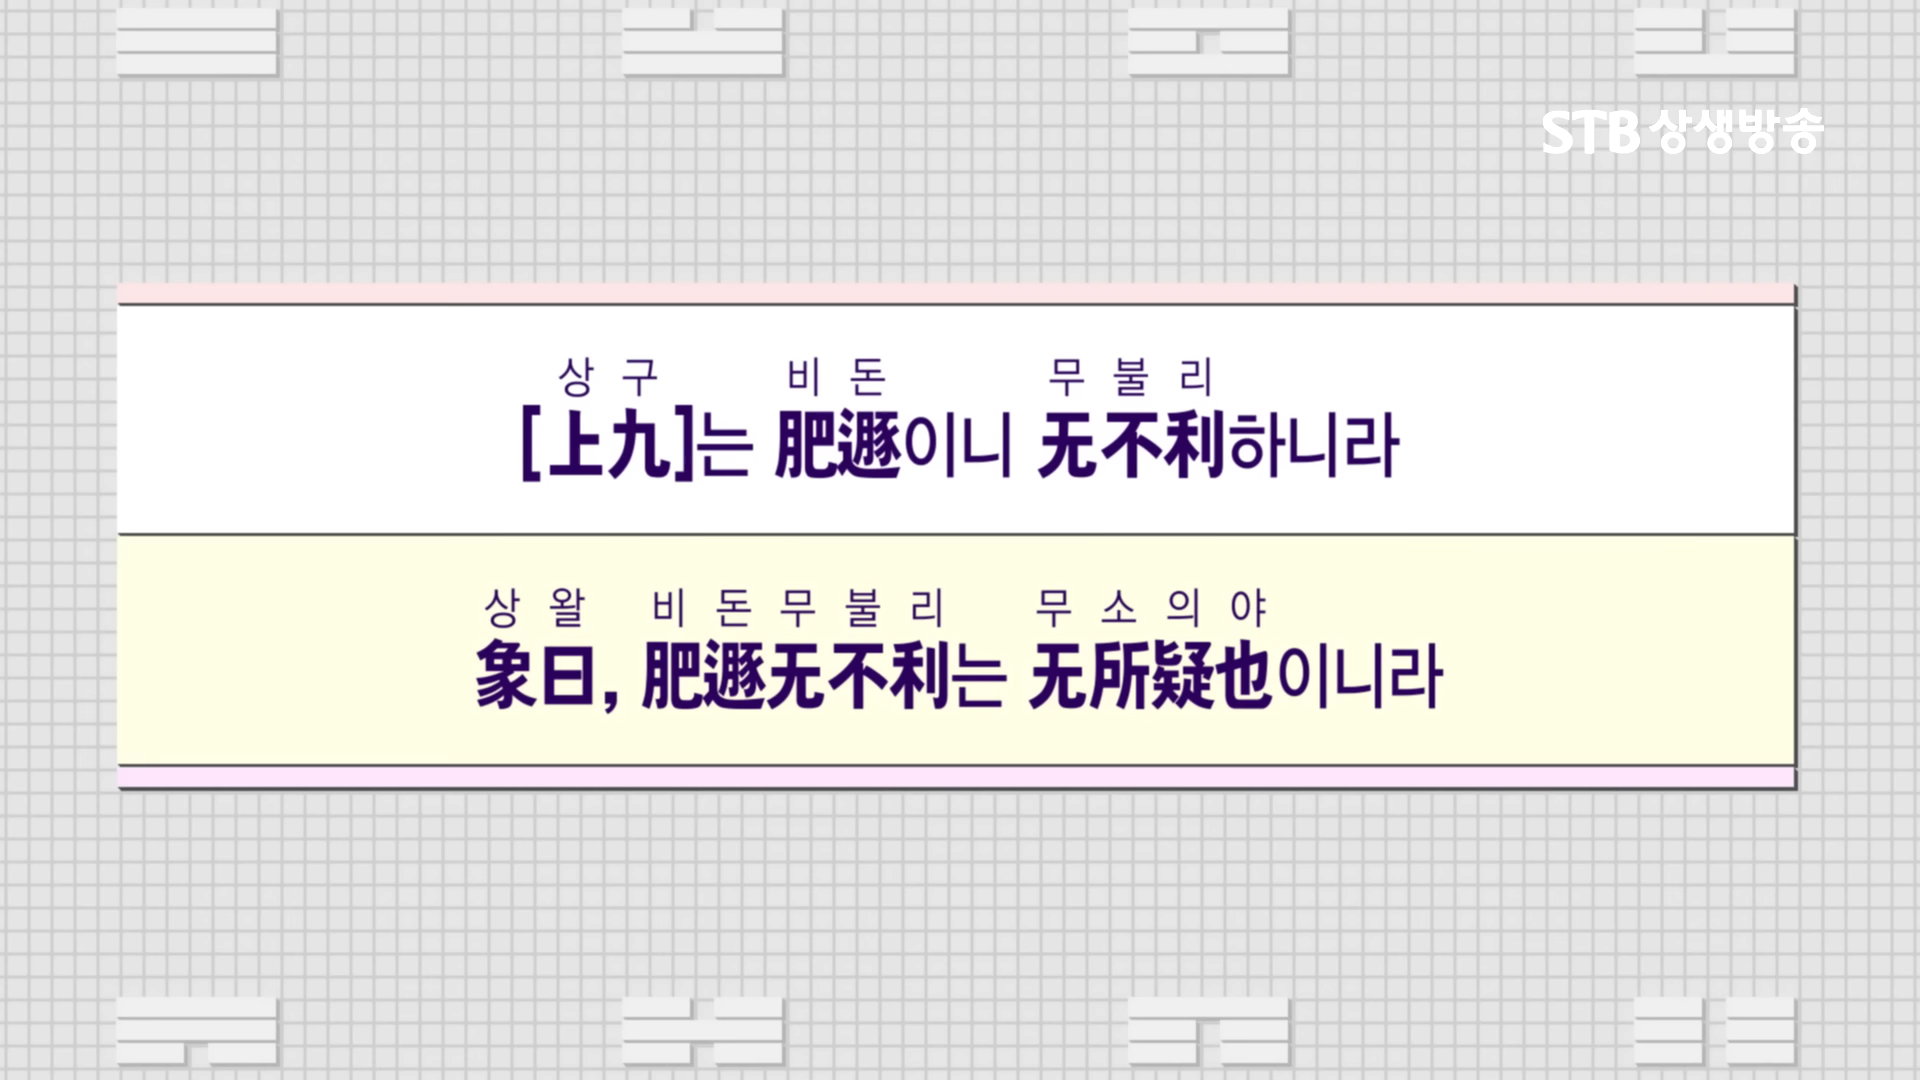 STB 상생방송
상 구 비 돈 무 불 리
[上九]는 肥遯이니 无不利하니라
상 왈 비 돈 무 불 리 무 소 의 야
象曰, 肥遯无不利는 无所疑也이니라